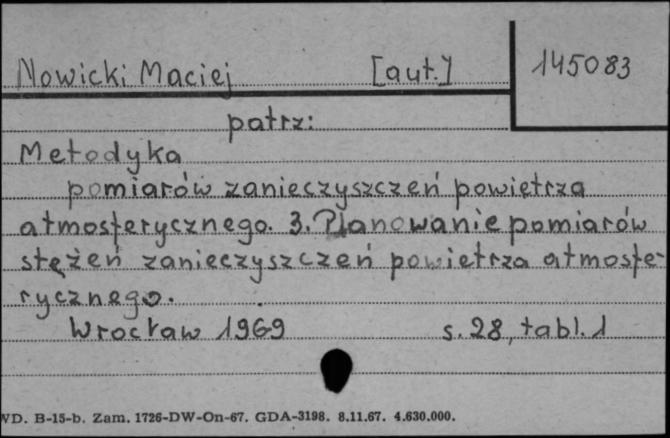 Nowicki Maciej [aut.] 145083
patrz:
Metodyka
pomiarów zanieczyszczeń powietrza
atmosferycznego. 3. Planowanie pomiarów
stężeń zanieczyszczeń powietrza atmosfe-
rycznego.
Wrocław 1969 s. 28, tabl. 1
WD. B-15-b. Zam. 1726-DW-On-67. GDA-3198. 8.11.67. 4.630.000.